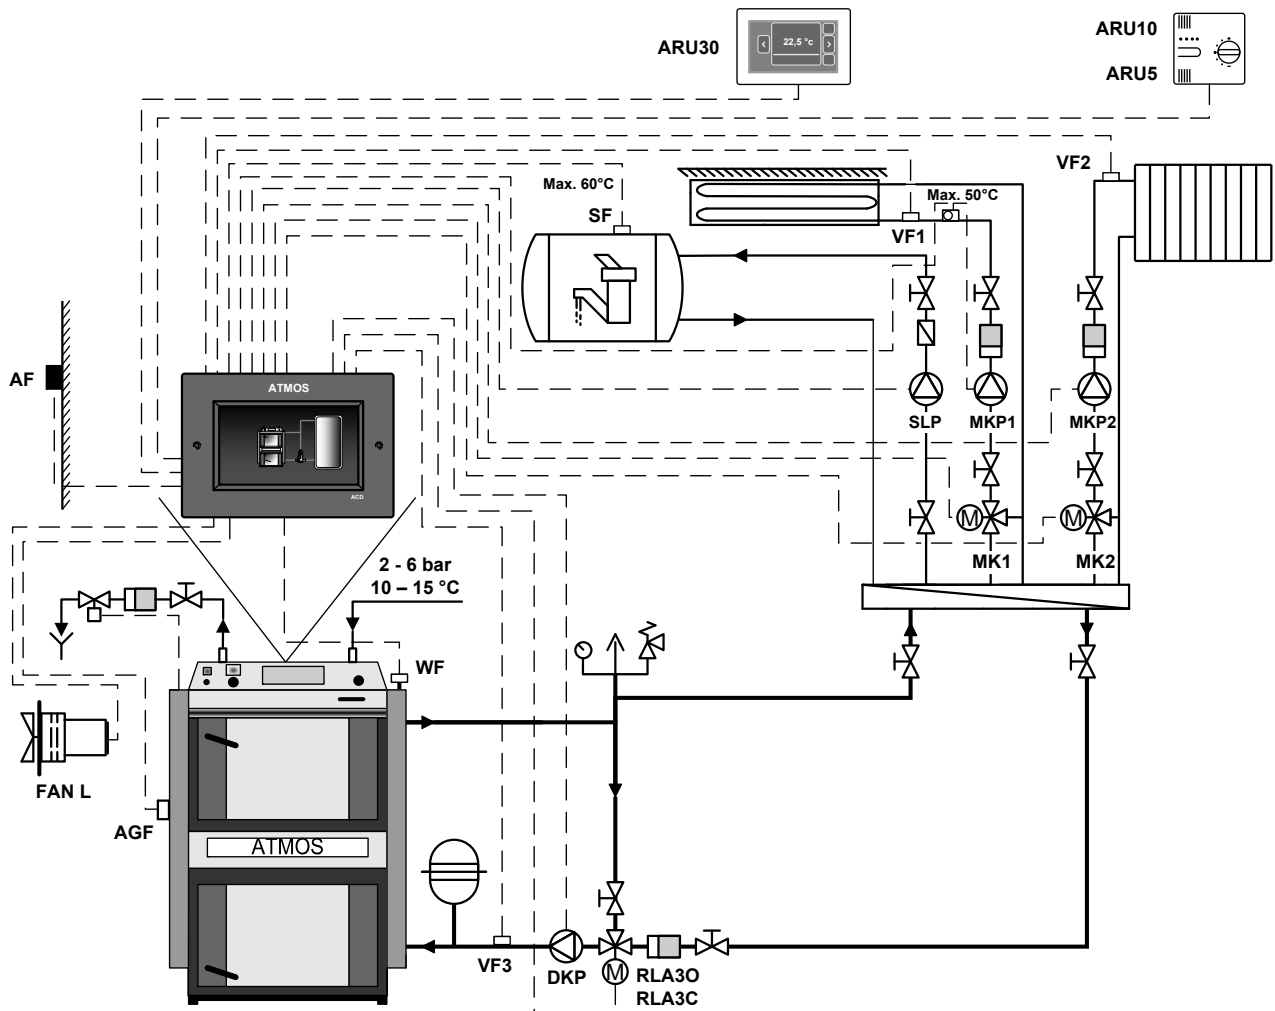 ARU30
22,5 °c
ARU10
ARU5
VF2
Max. 60°C
SF
Max. 50°C
VF1
AF
ATMOS
ACD
SLP
MKP1
MKP2
M
M
MK1
MK2
2 - 6 bar
10 – 15 °C
WF
FAN L
AGF
ATMOS
VF3
DKP
M
RLA3O
RLA3C